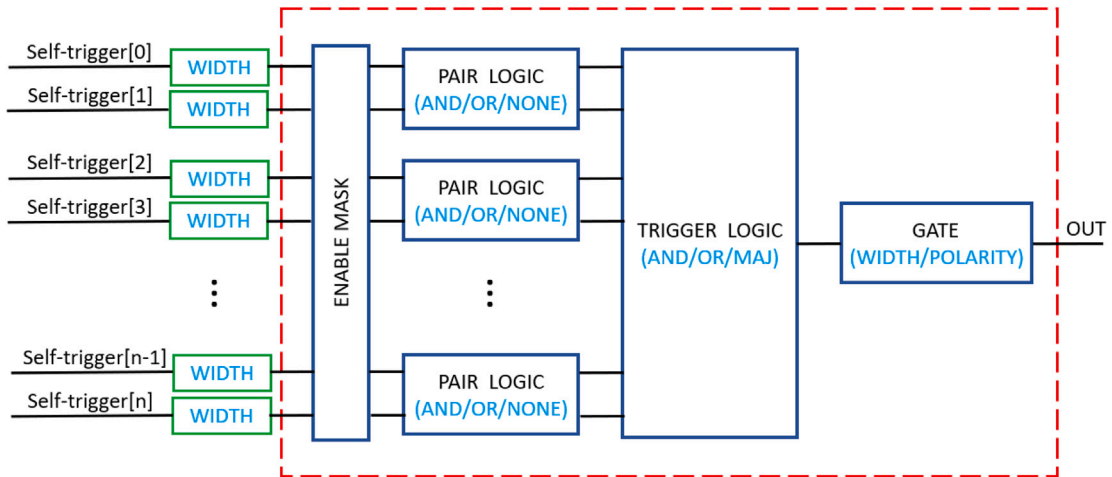 Self-trigger[0]
WIDTH
Self-trigger[1]
WIDTH
Self-trigger[2]
WIDTH
Self-trigger[3]
WIDTH
Self-trigger[n-1]
WIDTH
Self-trigger[n]
WIDTH
ENABLE MASK
PAIR LOGIC
(AND/OR/NONE)
PAIR LOGIC
(AND/OR/NONE)
PAIR LOGIC
(AND/OR/NONE)
TRIGGER LOGIC
(AND/OR/MAJ)
GATE
(WIDTH/POLARITY)
OUT